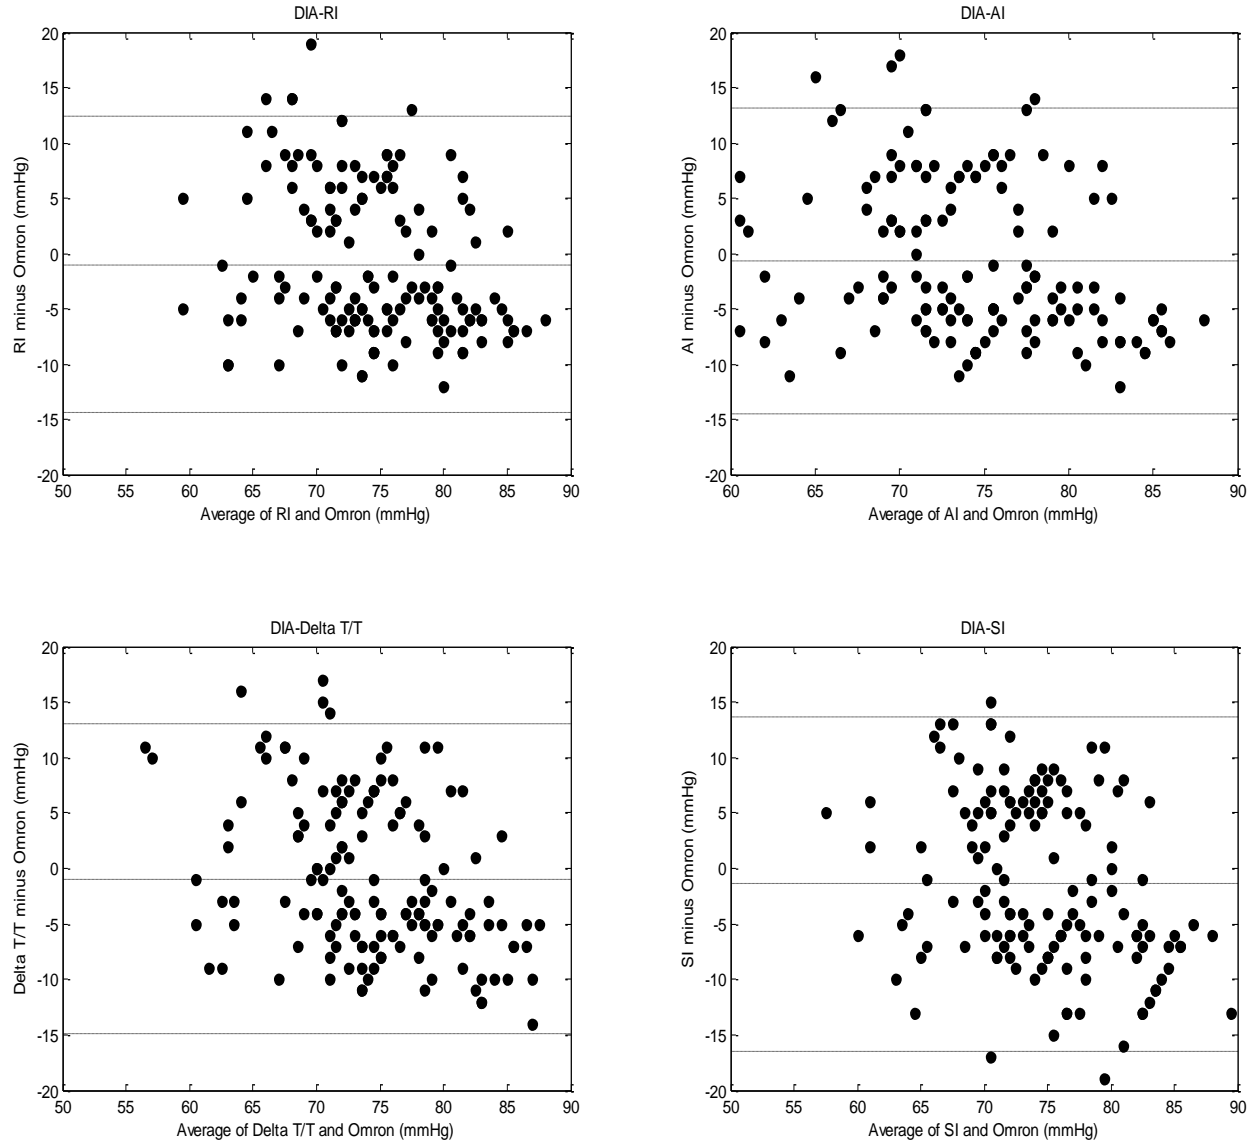 DIA-RI
20
15
10
5
0
-5
-10
-15
-20
RI minus Omron (mmHg)
50 55 60 65 70 75 80 85 90
Average of RI and Omron (mmHg)
DIA-AI
20
15
10
5
0
-5
-10
-15
-20
AI minus Omron (mmHg)
60 65 70 75 80 85 90
Average of AI and Omron (mmHg)
DIA-Delta T/T
20
15
10
5
0
-5
-10
-15
-20
Delta T/T minus Omron (mmHg)
50 55 60 65 70 75 80 85 90
Average of Delta T/T and Omron (mmHg)
DIA-SI
20
15
10
5
0
-5
-10
-15
-20
SI minus Omron (mmHg)
50 55 60 65 70 75 80 85 90
Average of SI and Omron (mmHg)